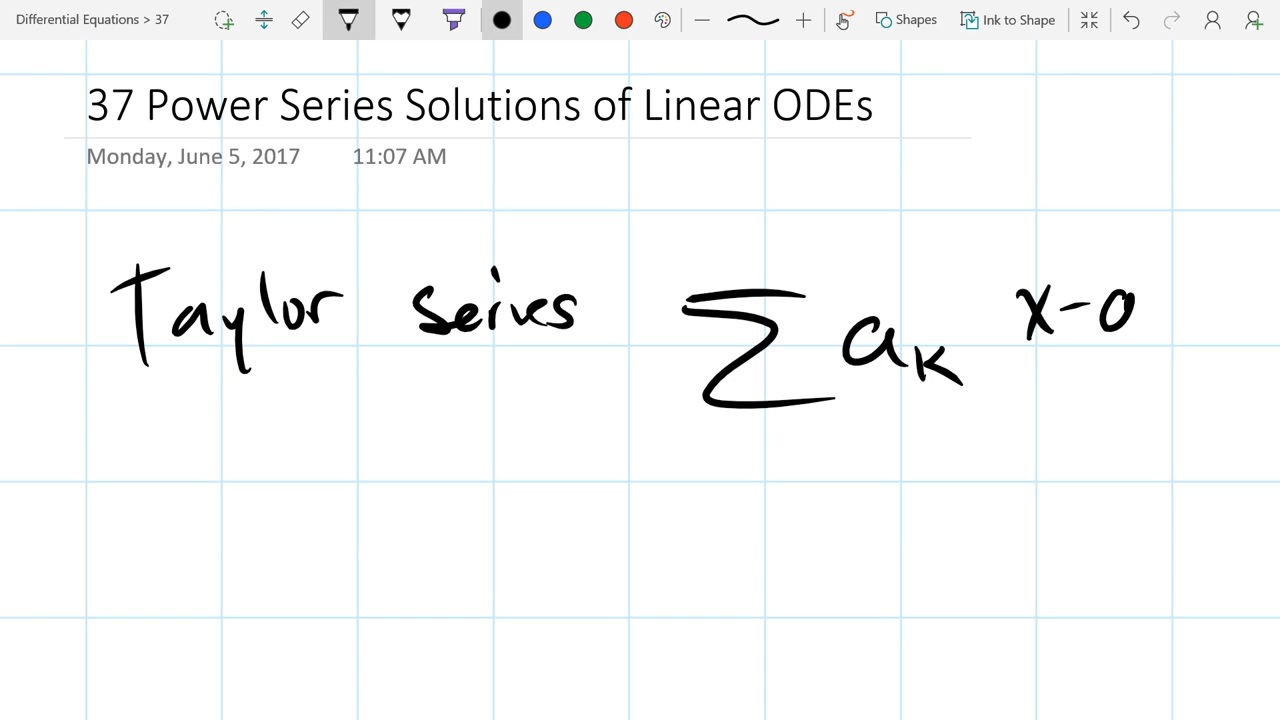 Differential Equations > 37
Shapes
Ink to Shape
37 Power Series Solutions of Linear ODEs
Monday, June 5, 2017 11:07 AM
Taylor series ∑ a_k x-0